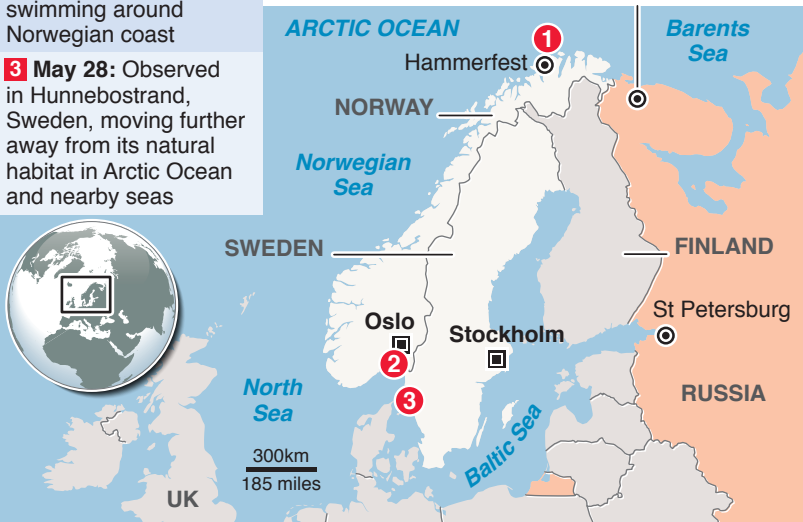 swimming around
Norwegian coast
3 May 28: Observed
in Hunnebostrand,
Sweden, moving further
away from its natural
habitat in Arctic Ocean
and nearby seas
ARCTIC OCEAN
1
Hammerfest
Barents
Sea
NORWAY
Norwegian
Sea
SWEDEN
FINLAND
St Petersburg
Oslo
Stockholm
2
3
North
Sea
RUSSIA
Baltic Sea
300km
185 miles
UK